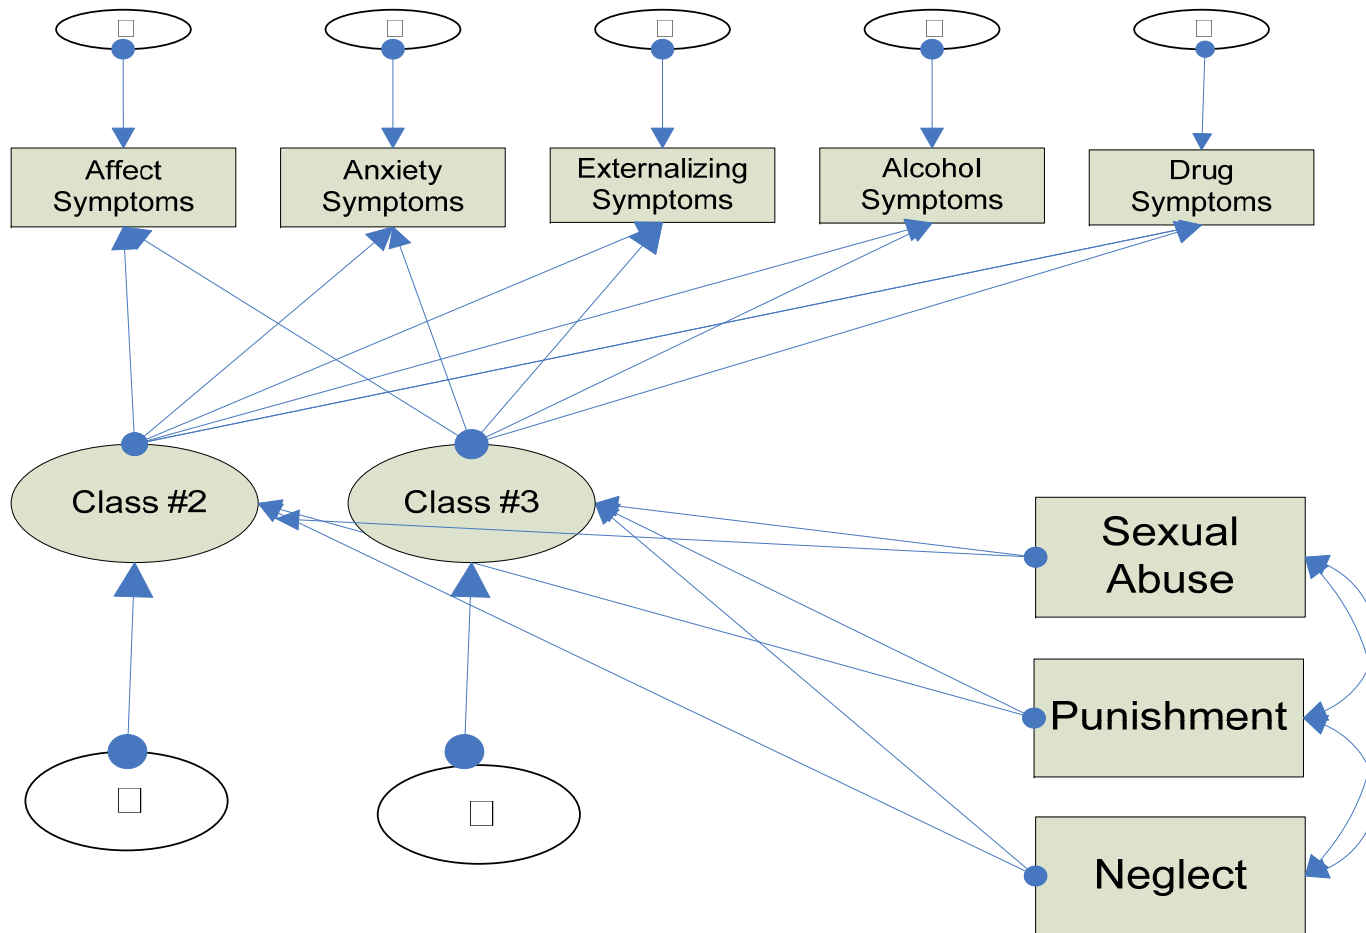 Affect
Symptoms
Anxiety
Symptoms
Externalizing
Symptoms
Alcohol
Symptoms
Drug
Symptoms
Class #2
Class #3
Sexual
Abuse
Punishment
Neglect